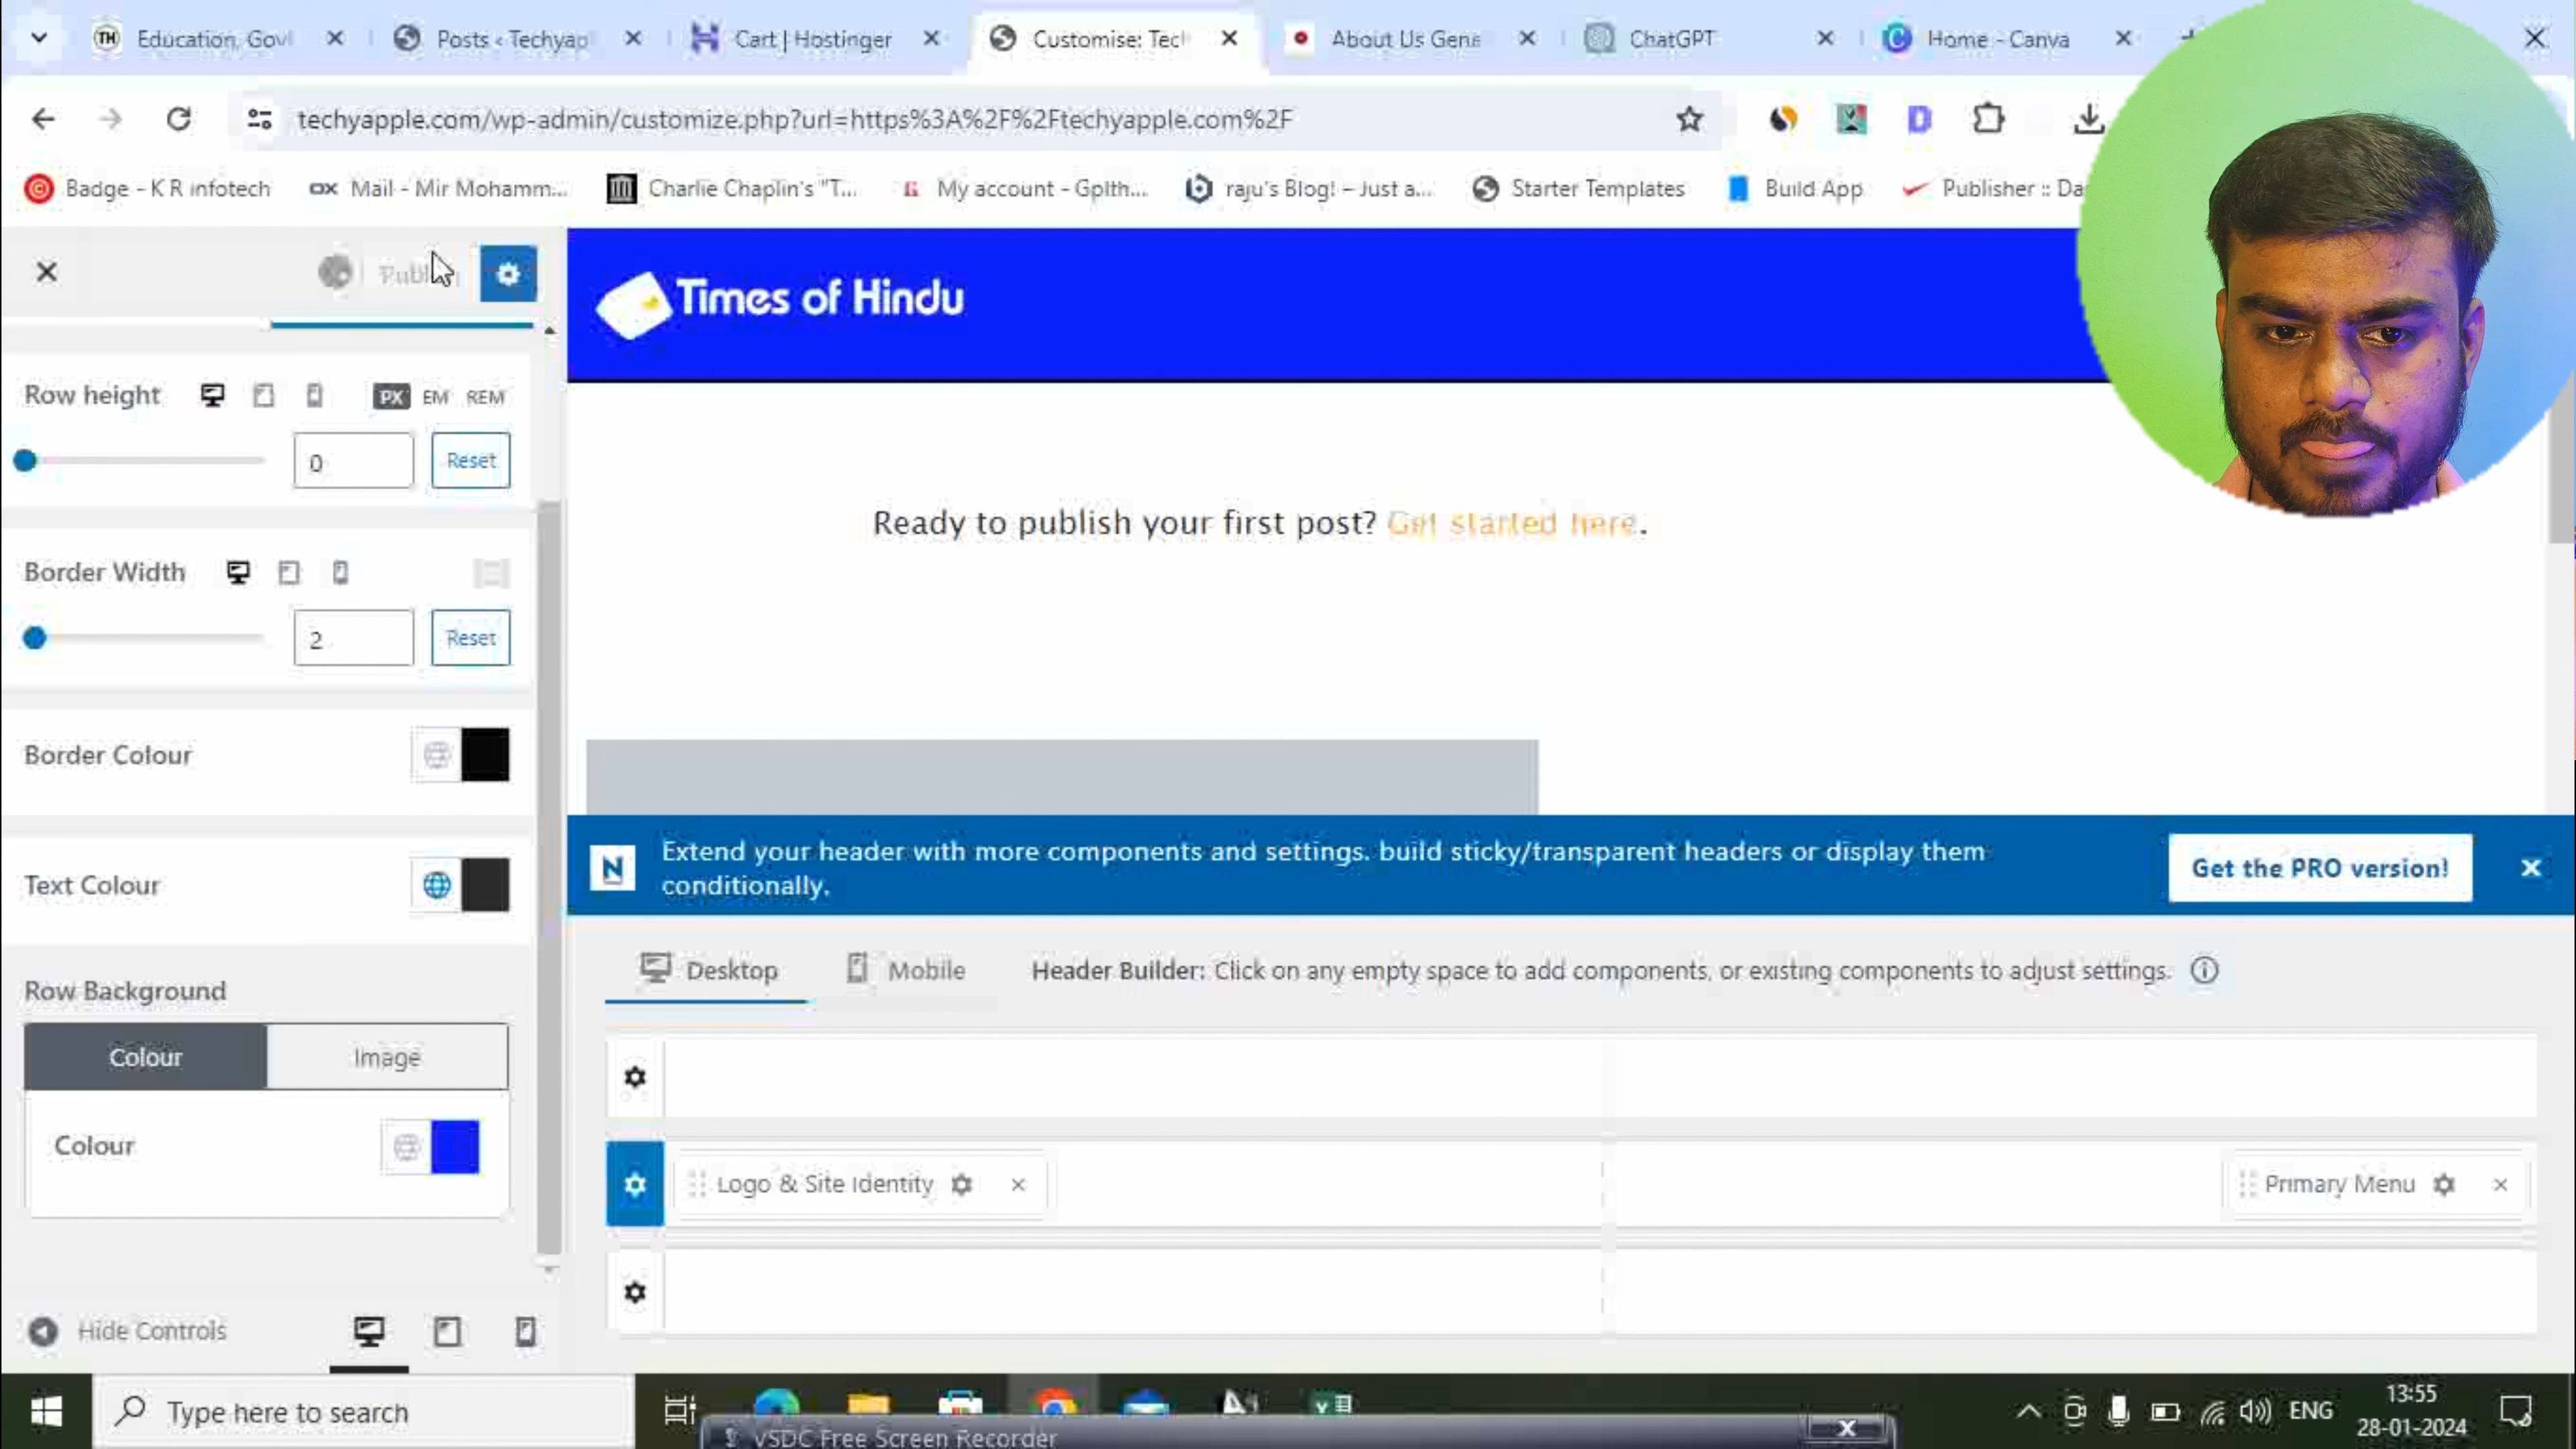 Education, Gov
Posts ‹ Techyap
Cart | Hostinger
Customise: Tec
About Us Gene
ChatGPT
Home - Canva
techyapple.com/wp-admin/customize.php?url=https%3A%2F%2Ftechyapple.com%2F
Badge - K R infotech
Mail - Mir Mohamm...
Charlie Chaplin's "T...
My account - Gplth...
raju's Blog! – Just a...
Starter Templates
Build App
Publisher :: Da
Publ
Times of Hindu
Row height PX EM REM
0 Reset
Ready to publish your first post? Get started here.
Border Width
2 Reset
Border Colour
Text Colour
Extend your header with more components and settings. build sticky/transparent headers or display them
conditionally.
Get the PRO version!
Desktop Mobile Header Builder: Click on any empty space to add components, or existing components to adjust settings.
Row Background
Colour Image
Colour
Logo & Site Identity
Primary Menu
Hide Controls
Type here to search
ENG
13:55
28-01-2024
VSDC Free Screen Recorder